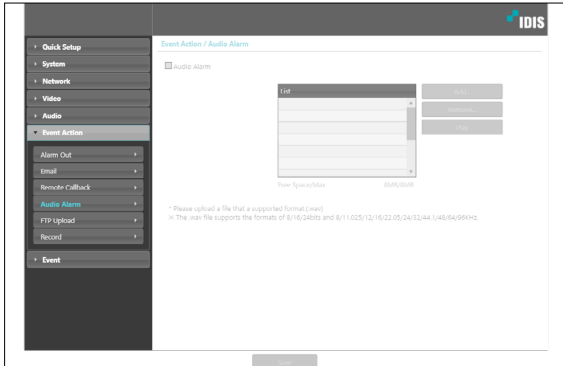 IDIS
Quick Setup
System
Network
Video
Audio
Event Action
Alarm Out
Email
Remote Callback
Audio Alarm
FTP Upload
Record
Event
Event Action / Audio Alarm
Audio Alarm
List
Add...
Remove...
Play
Free Space/Max
* Please upload a file that a supported format.(.wav)
※ The .wav file supports the formats of 8/16/24bits and 8/11.025/12/16/22.05/24/32/44.1/48/64/96KHz.
Save